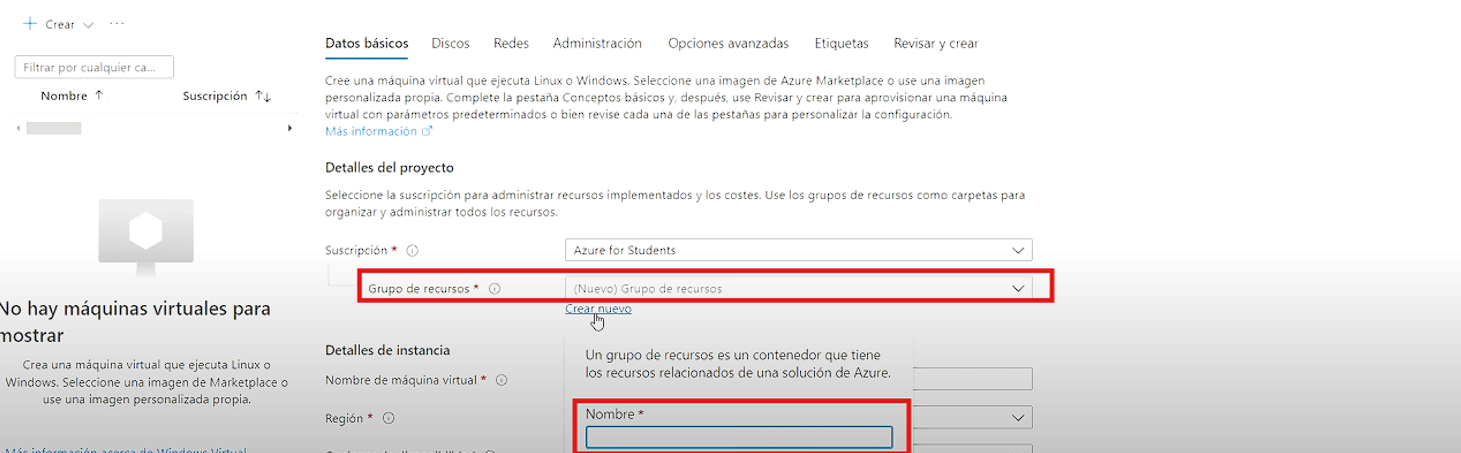 Crear
Filtrar por cualquier ca...
Nombre
Suscripción
No hay máquinas virtuales para
mostrar
Crea una máquina virtual que ejecuta Linux o
Windows. Seleccione una imagen de Marketplace o
use una imagen personalizada propia.
Más información acerca de Windows Virtual
Datos básicos
Discos
Redes
Administración
Opciones avanzadas
Etiquetas
Revisar y crear
Cree una máquina virtual que ejecuta Linux o Windows. Seleccione una imagen de Azure Marketplace o use una imagen
personalizada propia. Complete la pestaña Conceptos básicos y, después, use Revisar y crear para aprovisionar una máquina
virtual con parámetros predeterminados o bien revise cada una de las pestañas para personalizar la configuración.
Más información
Detalles del proyecto
Seleccione la suscripción para administrar recursos implementados y los costes. Use los grupos de recursos como carpetas para
organizar y administrar todos los recursos.
Suscripción *
Azure for Students
Grupo de recursos *
(Nuevo) Grupo de recursos
Crear nuevo
Un grupo de recursos es un contenedor que tiene
los recursos relacionados de una solución de Azure.
Nombre *
Detalles de instancia
Nombre de máquina virtual *
Región *